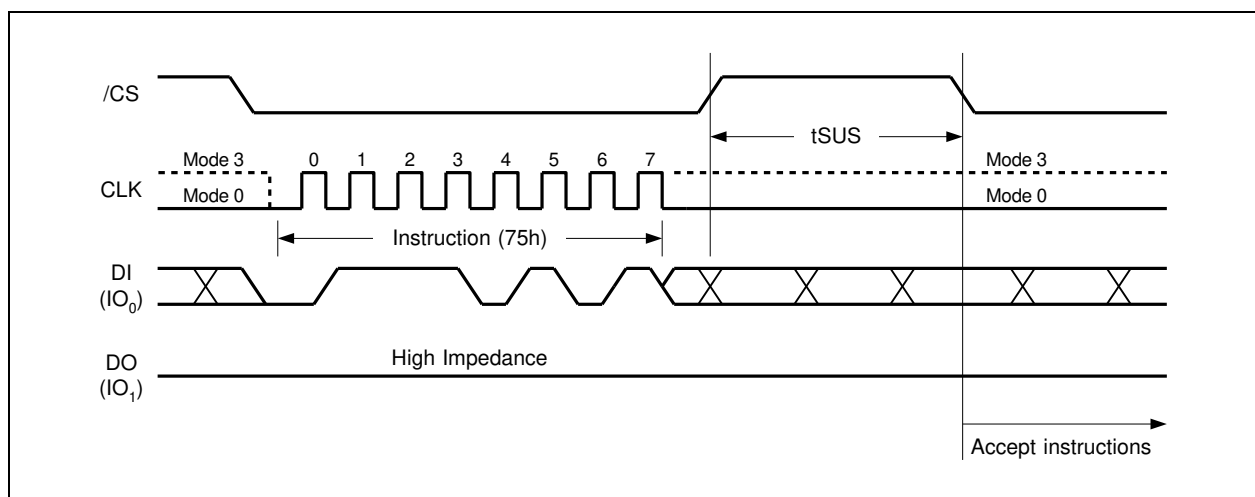 /CS
tSUS
Mode 3
0 1 2 3 4 5 6 7
Mode 3
CLK
Mode 0
Mode 0
Instruction (75h)
DI
(IO0)
High Impedance
DO
(IO1)
Accept instructions